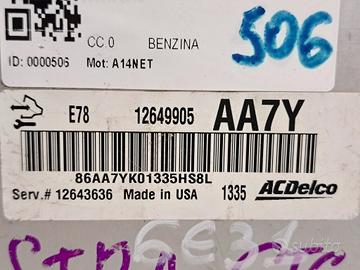 CC 0 BENZINA
ID: 0000506 Mot: A14NET
506
E78 12649905 AA7Y
86AA7YK01335HS8L
Serv.# 12643636 Made in USA 1335 ACDelco